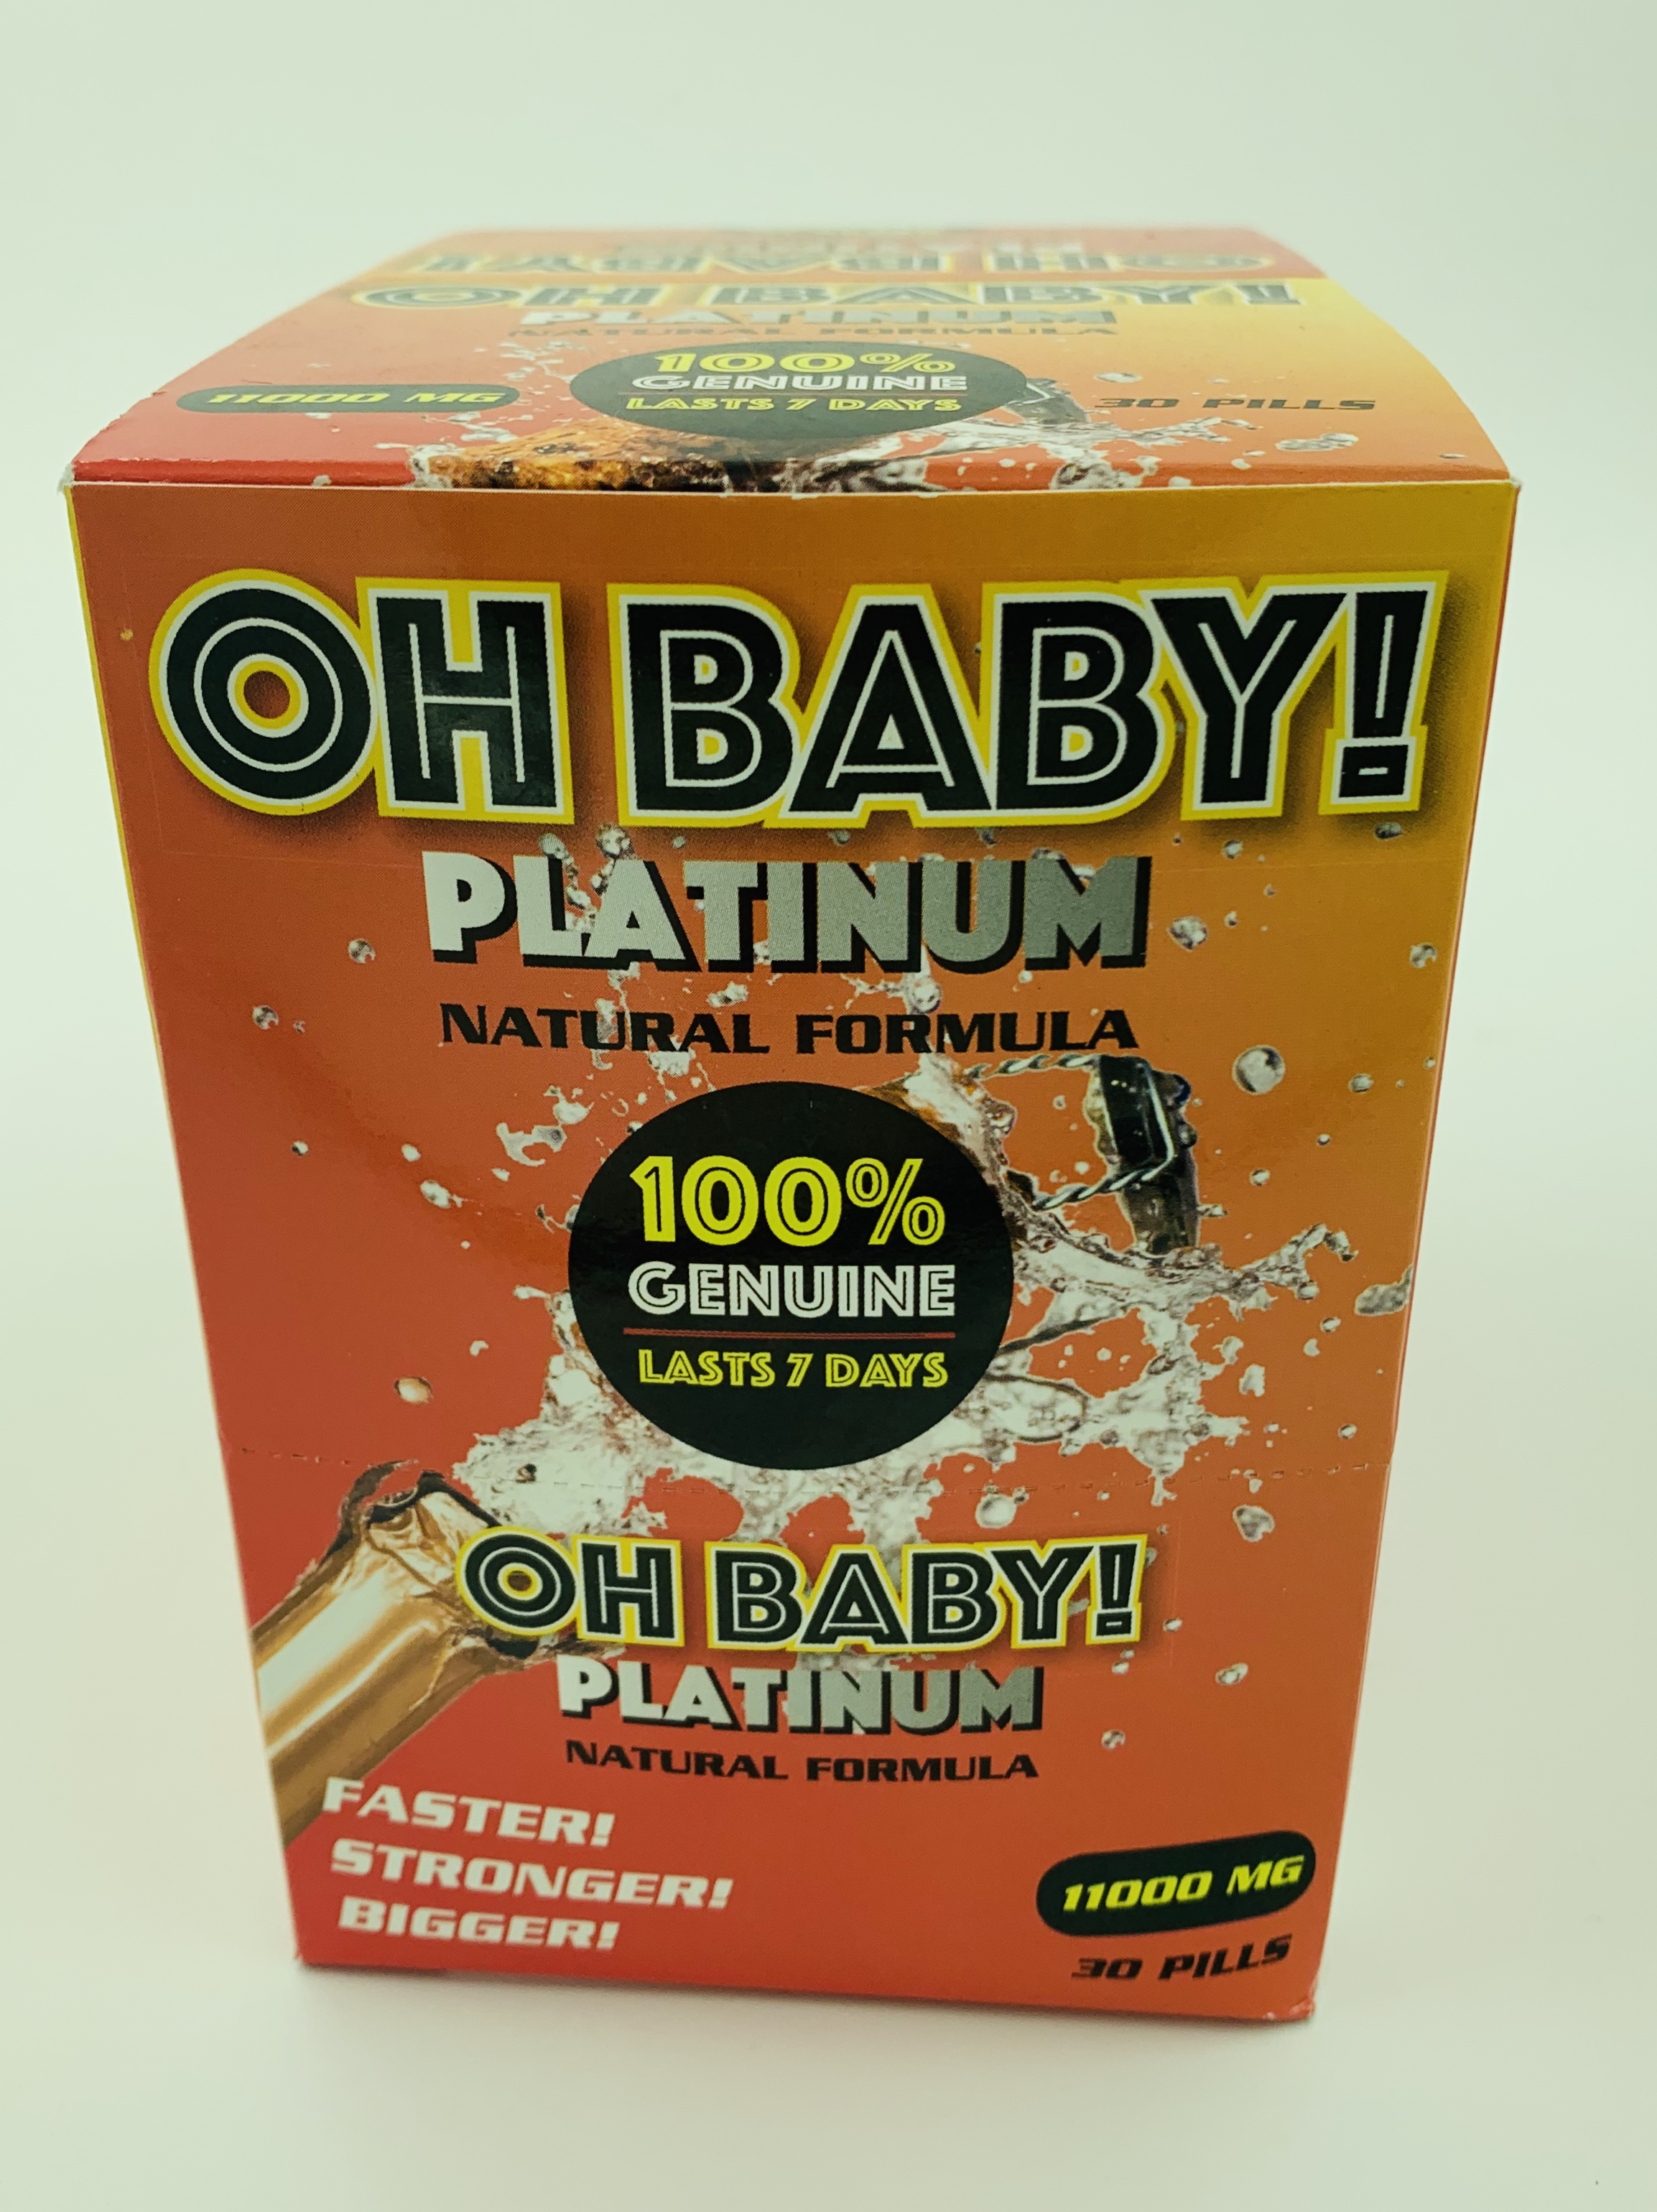 OH BABY!
PLATINUM
NATURAL FORMULA
100%
GENUINE
LASTS 7 DAYS
11000 MG
30 PILLS
OH BABY!
PLATINUM
NATURAL FORMULA
100%
GENUINE
LASTS 7 DAYS
OH BABY!
PLATINUM
NATURAL FORMULA
FASTER!
STRONGER!
BIGGER!
11000 MG
30 PILLS